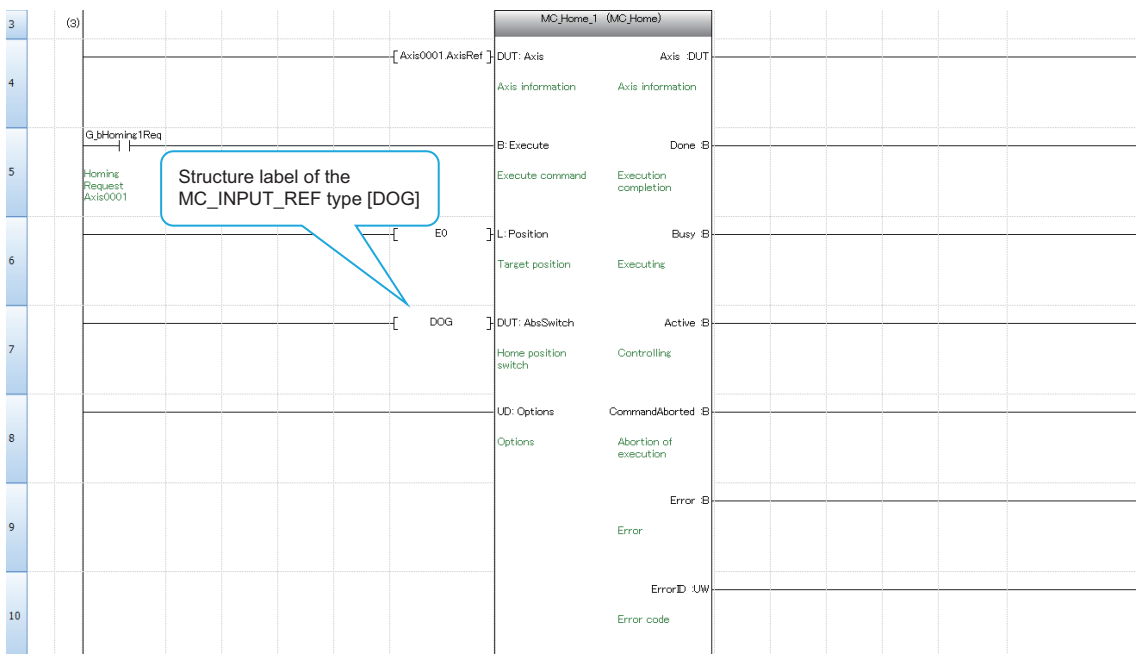 3
(3)
MC_Home_1 (MC_Home)
4
[ Axis0001.AxisRef ]
DUT: Axis
Axis :DUT
Axis information
Axis information
5
G_bHoming1Req
B: Execute
Done :B
Homing
Request
Axis0001
Execute command
Execution
completion
Structure label of the
MC_INPUT_REF type [DOG]
6
[ E0 ]
L: Position
Busy :B
Target position
Executing
7
[ DOG ]
DUT: AbsSwitch
Active :B
Home position
switch
Controlling
8
UD: Options
CommandAborted :B
Options
Abortion of
execution
9
Error :B
Error
10
ErrorID :UW
Error code